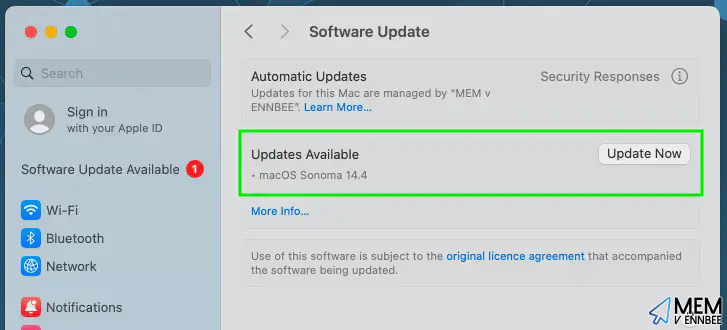 Software Update
Search
Sign in
with your Apple ID
Software Update Available 1
Wi-Fi
Bluetooth
Network
Notifications
Automatic Updates
Security Responses
Updates for this Mac are managed by “MEM v
ENNBEE”. Learn More...
Updates Available
Update Now
• macOS Sonoma 14.4
More Info...
Use of this software is subject to the original licence agreement that accompanied
the software being updated.
MEM
V ENNBEE